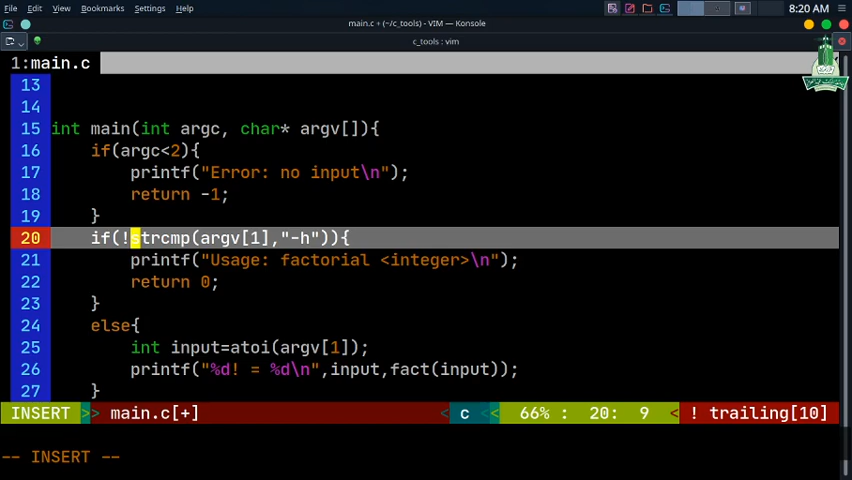 File Edit View Bookmarks Settings Help
8:20 AM
main.c + (~/c_tools) - VIM — Konsole
c_tools : vim
1:main.c
13
14
15 int main(int argc, char* argv[]){
16     if(argc<2){
17         printf("Error: no input\n");
18         return -1;
19     }
20     if(!strcmp(argv[1],"-h")){
21         printf("Usage: factorial <integer>\n");
22         return 0;
23     }
24     else{
25         int input=atoi(argv[1]);
26         printf("%d! = %d\n",input,fact(input));
27     }
INSERT >> main.c[+] < c << 66% : 20: 9 < ! trailing[10]
-- INSERT --